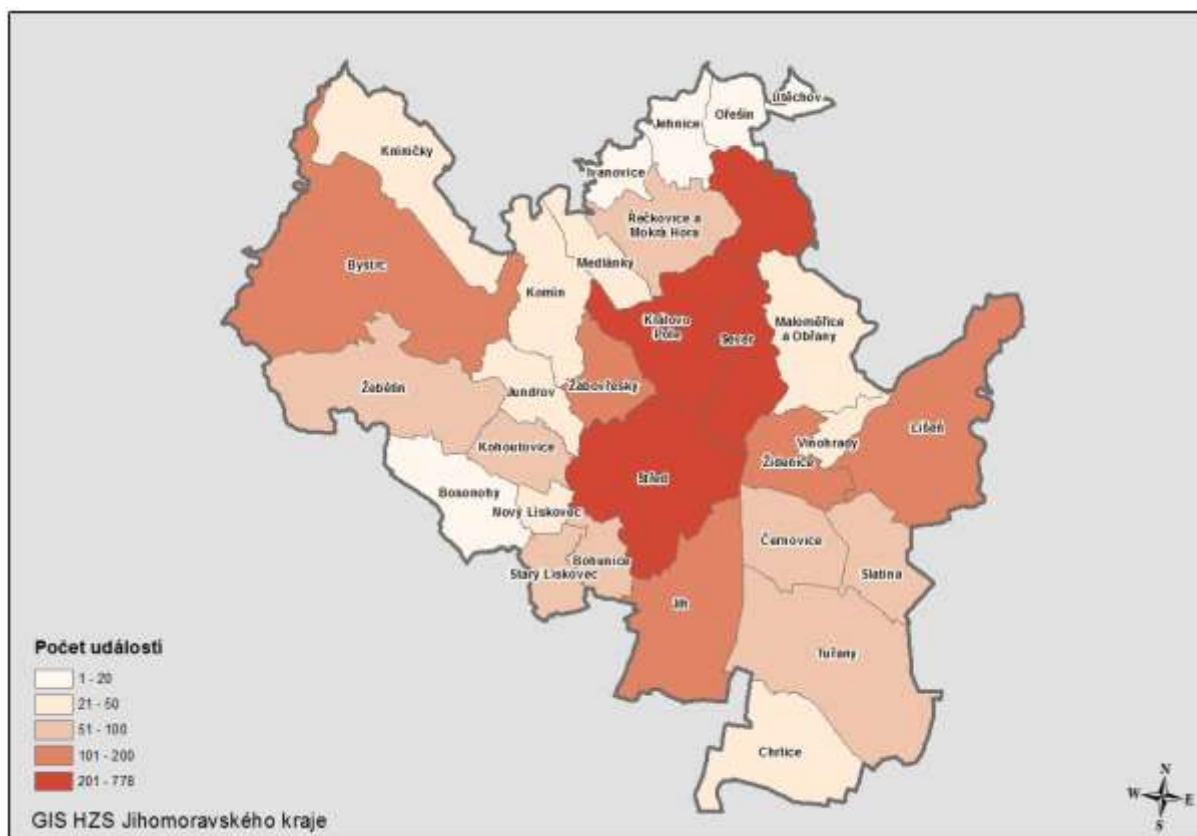 Útěchov
Ořešín
Jehnice
Kníničky
Ivanovice
Řečkovice a
Mokrá Hora
Medlánky
Bystrc
Komín
Královo
Pole
Sever
Maloměřice
a Obřany
Žebětín
Jundrov
Žabovřesky
Líšeň
Vinohrady
Kohoutovice
Židenice
Střed
Bosonohy
Nový Lískovec
Černovice
Bohunice
Starý Lískovec
Slatina
Jih
Tuřany
Chrlice
Počet událostí
1 - 20
21 - 50
51 - 100
101 - 200
201 - 778
GIS HZS Jihomoravského kraje
N
W E
S